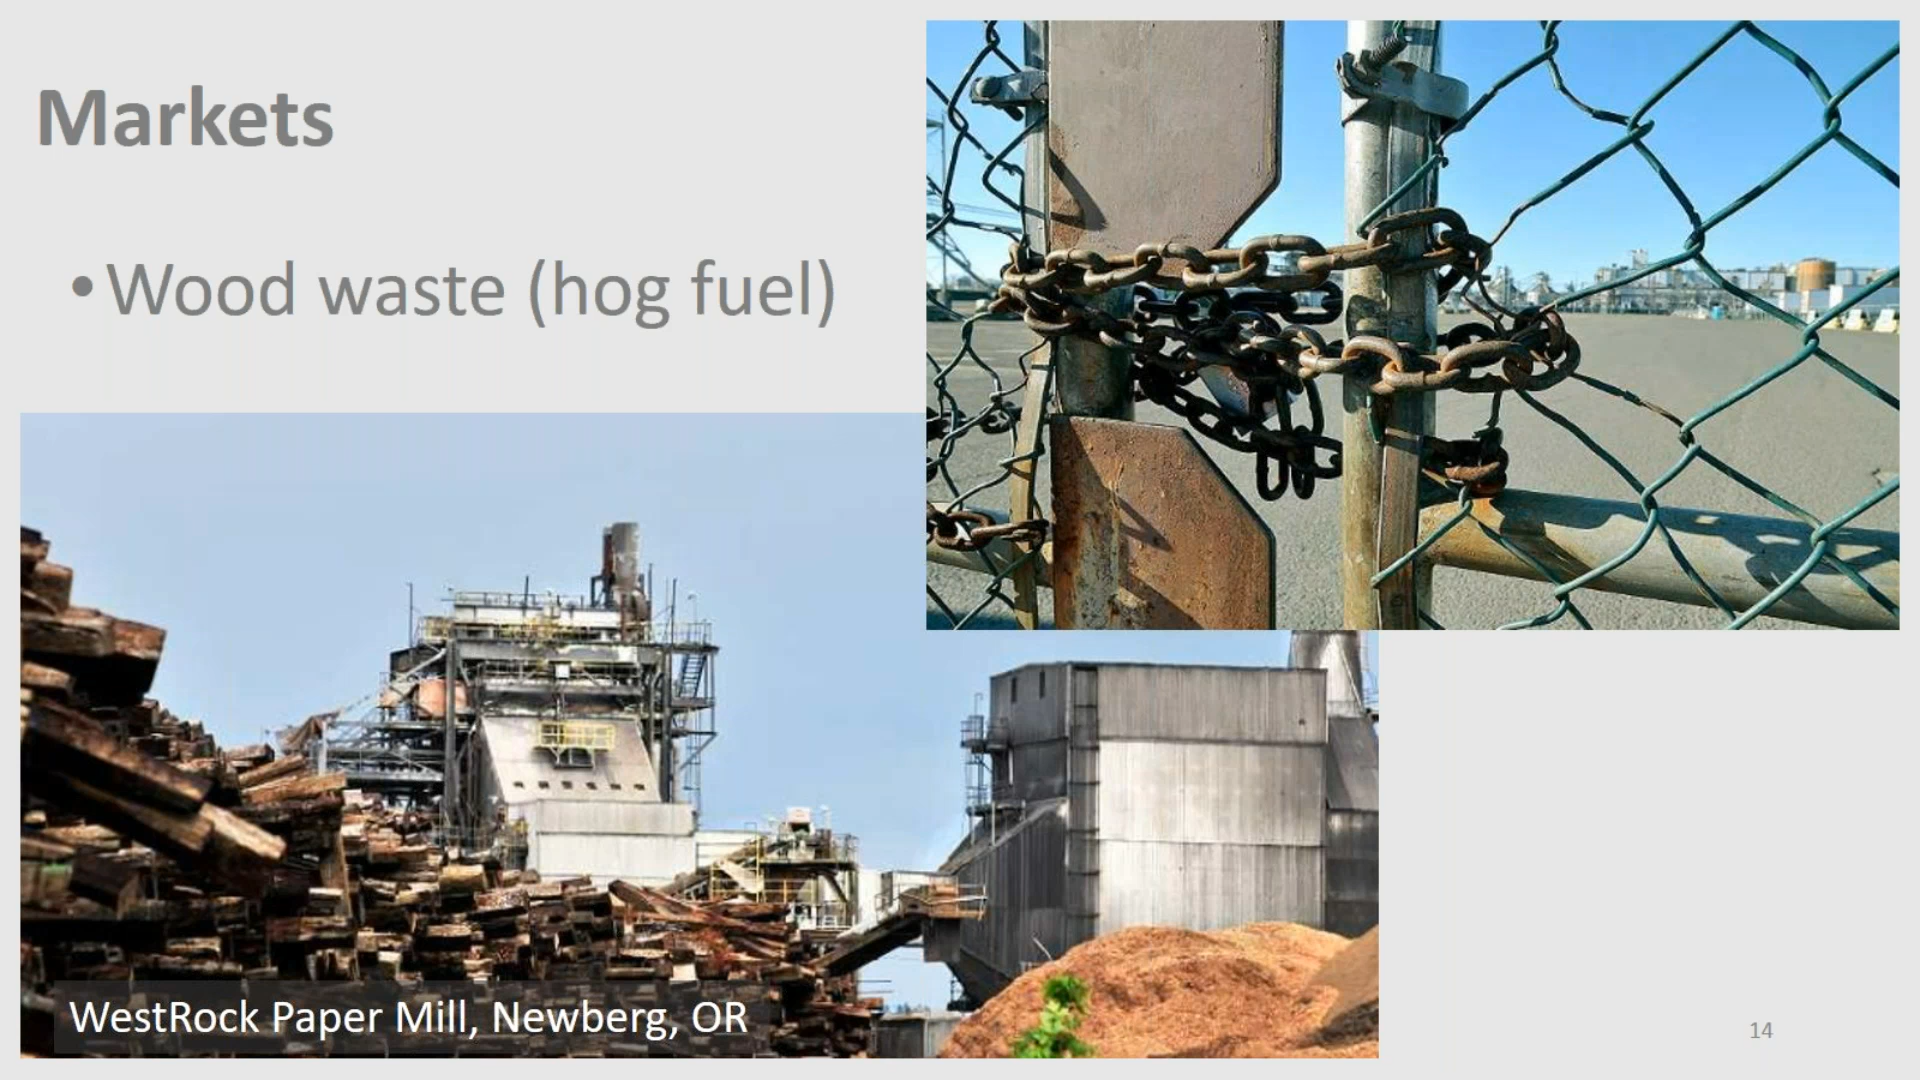 Markets
• Wood waste (hog fuel)
WestRock Paper Mill, Newberg, OR
14